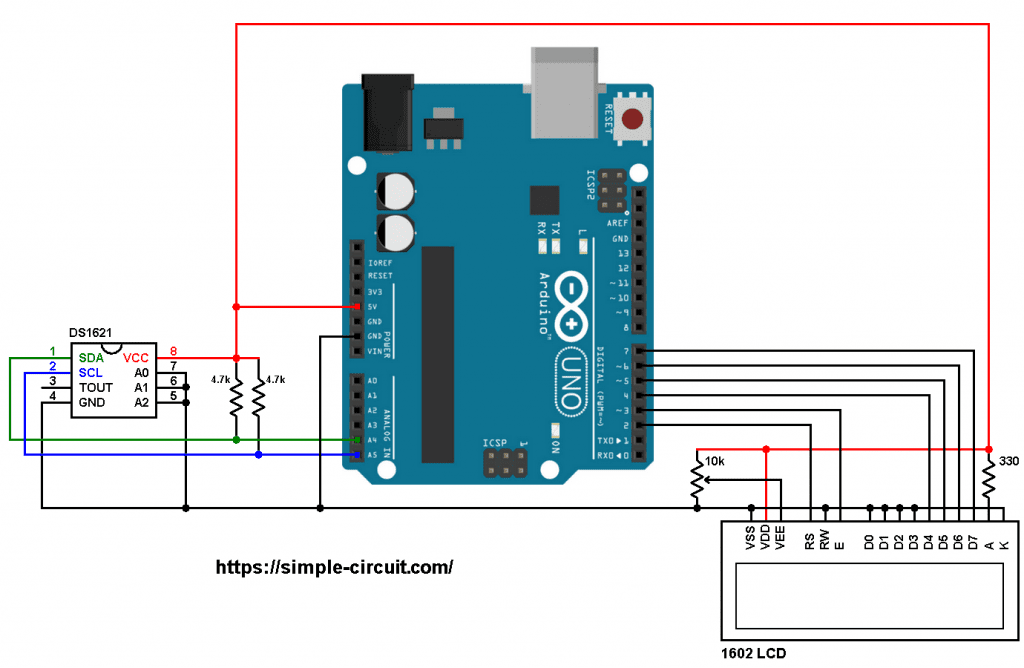 RESET
ICSP2
AREF
GND
RX
TX
L
13
12
~11
~10
~9
8
IOREF
RESET
3V3
5V
GND
GND
VIN
POWER
Arduino™
UNO
DS1621
1 SDA VCC 8
2 SCL A0 7
3 TOUT A1 6
4 GND A2 5
4.7k
4.7k
7
~6
~5
4
~3
2
TXD▶1
RXD◀0
DIGITAL (PWM=~)
A0
A1
A2
A3
A4
A5
ANALOG IN
ON
ICSP
1
10k
330
VSS
VDD
VEE
RS
RW
E
D0
D1
D2
D3
D4
D5
D6
D7
A
K
https://simple-circuit.com/
1602 LCD